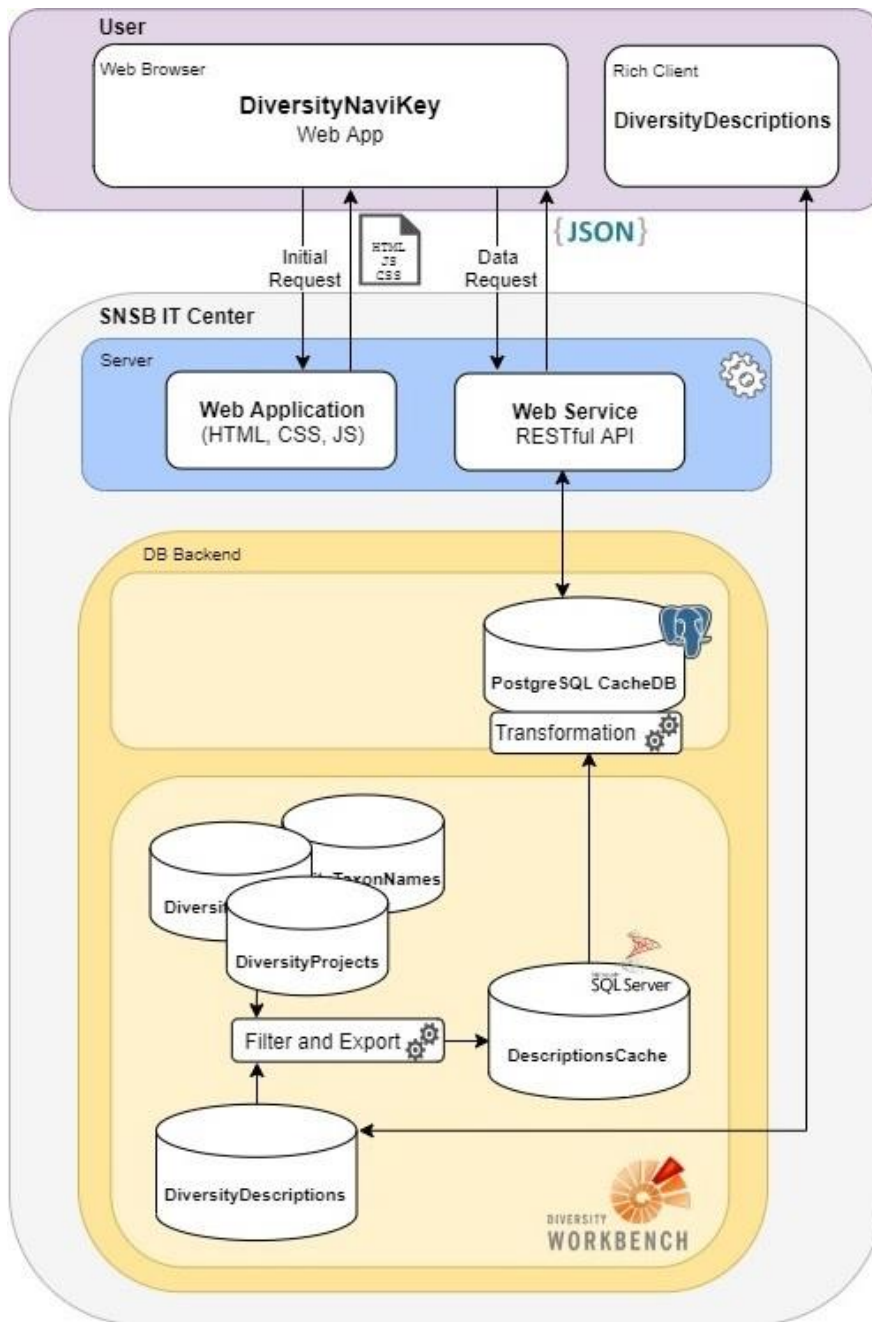 User
Web Browser
DiversityNaviKey
Web App
Rich Client
DiversityDescriptions
Initial
Request
HTML
JS
CSS
Data
Request
{JSON}
SNSB IT Center
Server
Web Application
(HTML, CSS, JS)
Web Service
RESTful API
DB Backend
PostgreSQL CacheDB
Transformation
TaxonNames
DiversityProjects
SQL Server
Filter and Export
DescriptionsCache
DiversityDescriptions
DIVERSITY
WORKBENCH